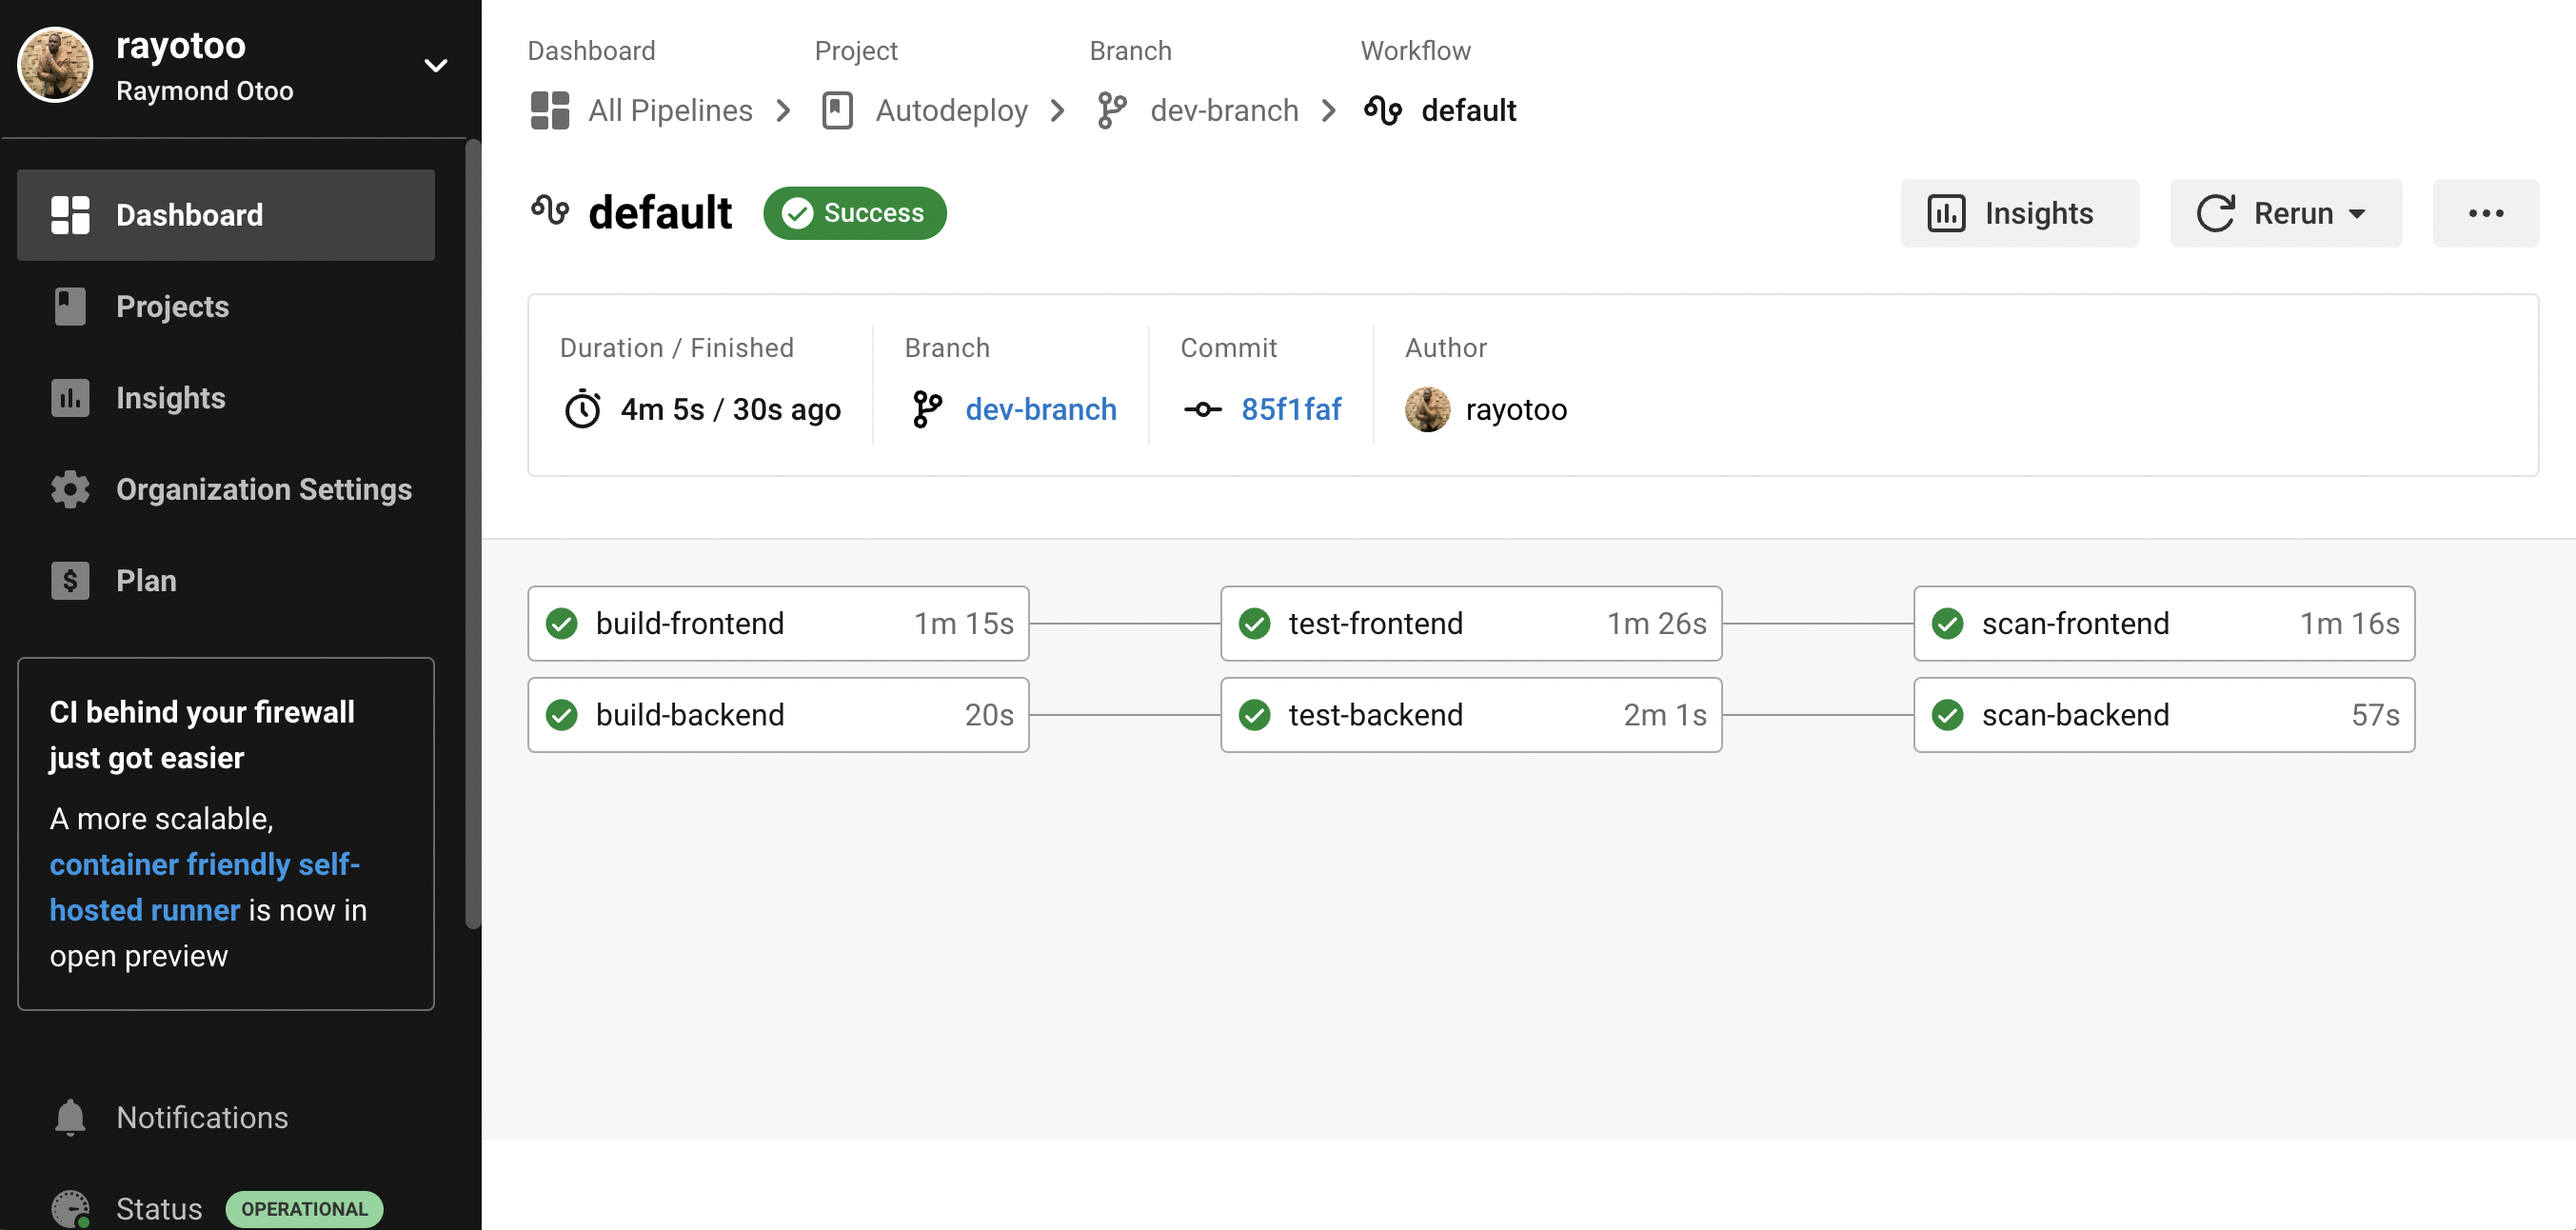 rayotoo
Raymond Otoo
Dashboard
Projects
Insights
Organization Settings
Plan
CI behind your firewall
just got easier
A more scalable,
container friendly self-
hosted runner is now in
open preview
Notifications
Status OPERATIONAL
Dashboard Project Branch Workflow
All Pipelines Autodeploy dev-branch default
default Success Insights Rerun
Duration / Finished Branch Commit Author
4m 5s / 30s ago dev-branch 85f1faf rayotoo
build-frontend 1m 15s test-frontend 1m 26s scan-frontend 1m 16s
build-backend 20s test-backend 2m 1s scan-backend 57s